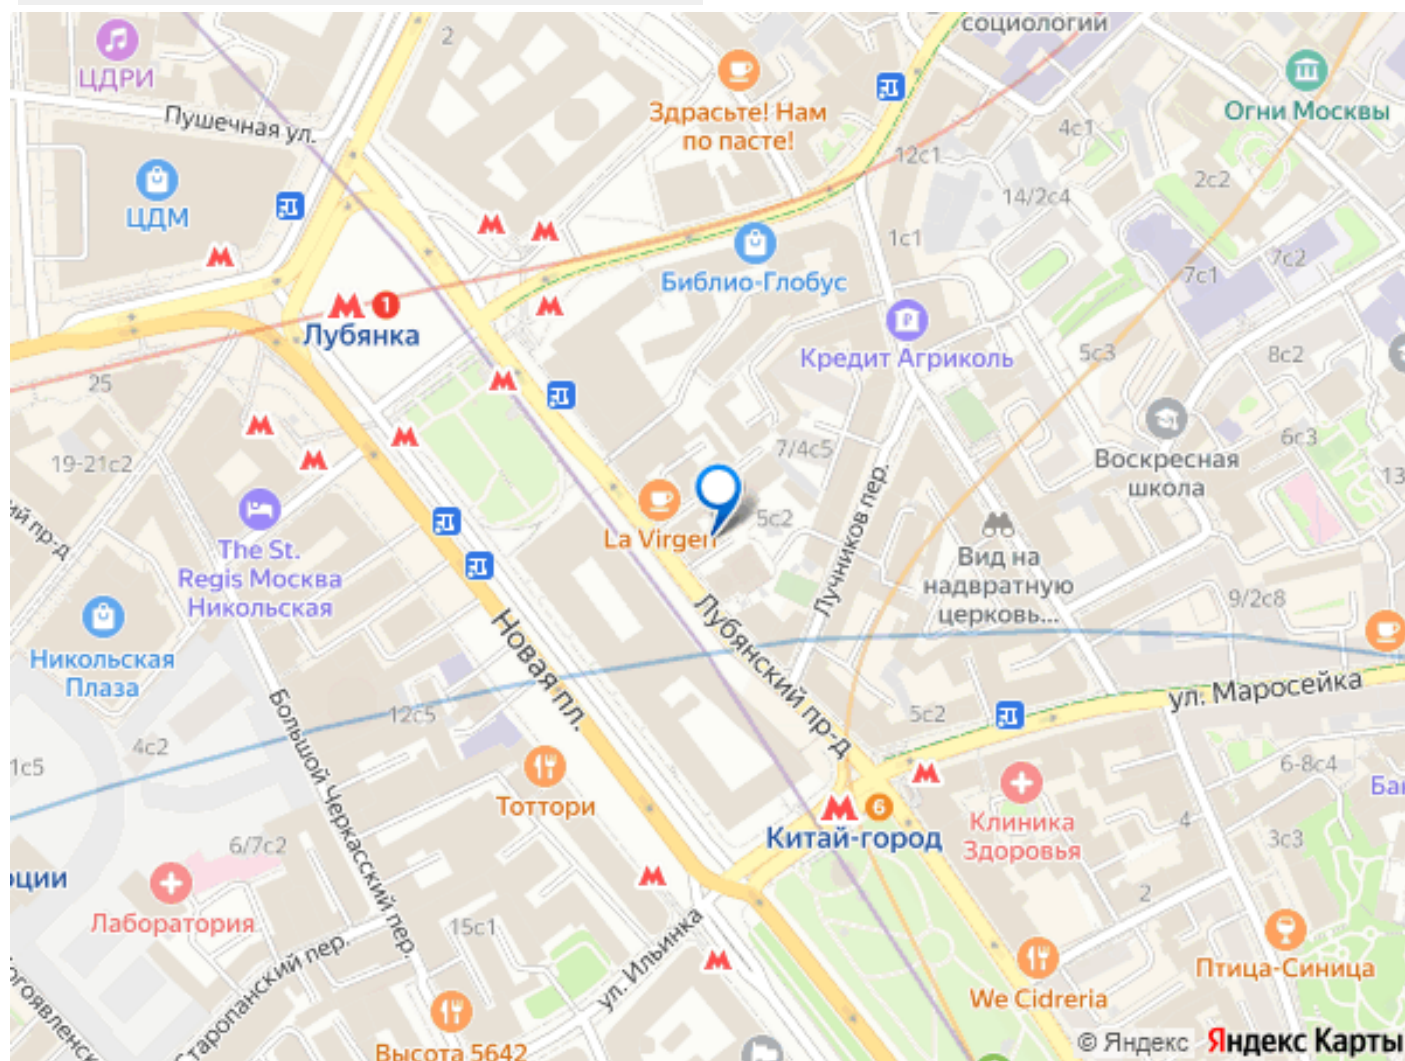 социологии
2
ЦДРИ
Здрасьте! Нам
по пасте!
Огни Москвы
Пушечная ул.
4с1
12с1
2с2
14/2с4
ЦДМ
1с1
7с2
7с1
Библио-Глобус
1
Лубянка
Кредит Агриколь
5с3
8с2
25
6с3
7/4с5
19-21с2
Воскресная
школа
13
ий пр-д
Лучников пер.
5с2
La Virgen
The St.
Regis Москва
Никольская
Вид на
надвратную
церковь...
9/2с8
Новая пл.
Лубянский пр-д
Никольская
Плаза
ул. Маросейка
Большой Черкасский пер.
12с5
5с2
4с2
1с5
6-8с4
Тоттори
6
Китай-город
Клиника
Здоровья
4
3с3
6/7с2
Лаборатория
2
15с1
ул. Ильинка
Старопанский пер.
Птица-Синица
We Cidreria
Высота 5642
© Яндекс Яндекс Карты